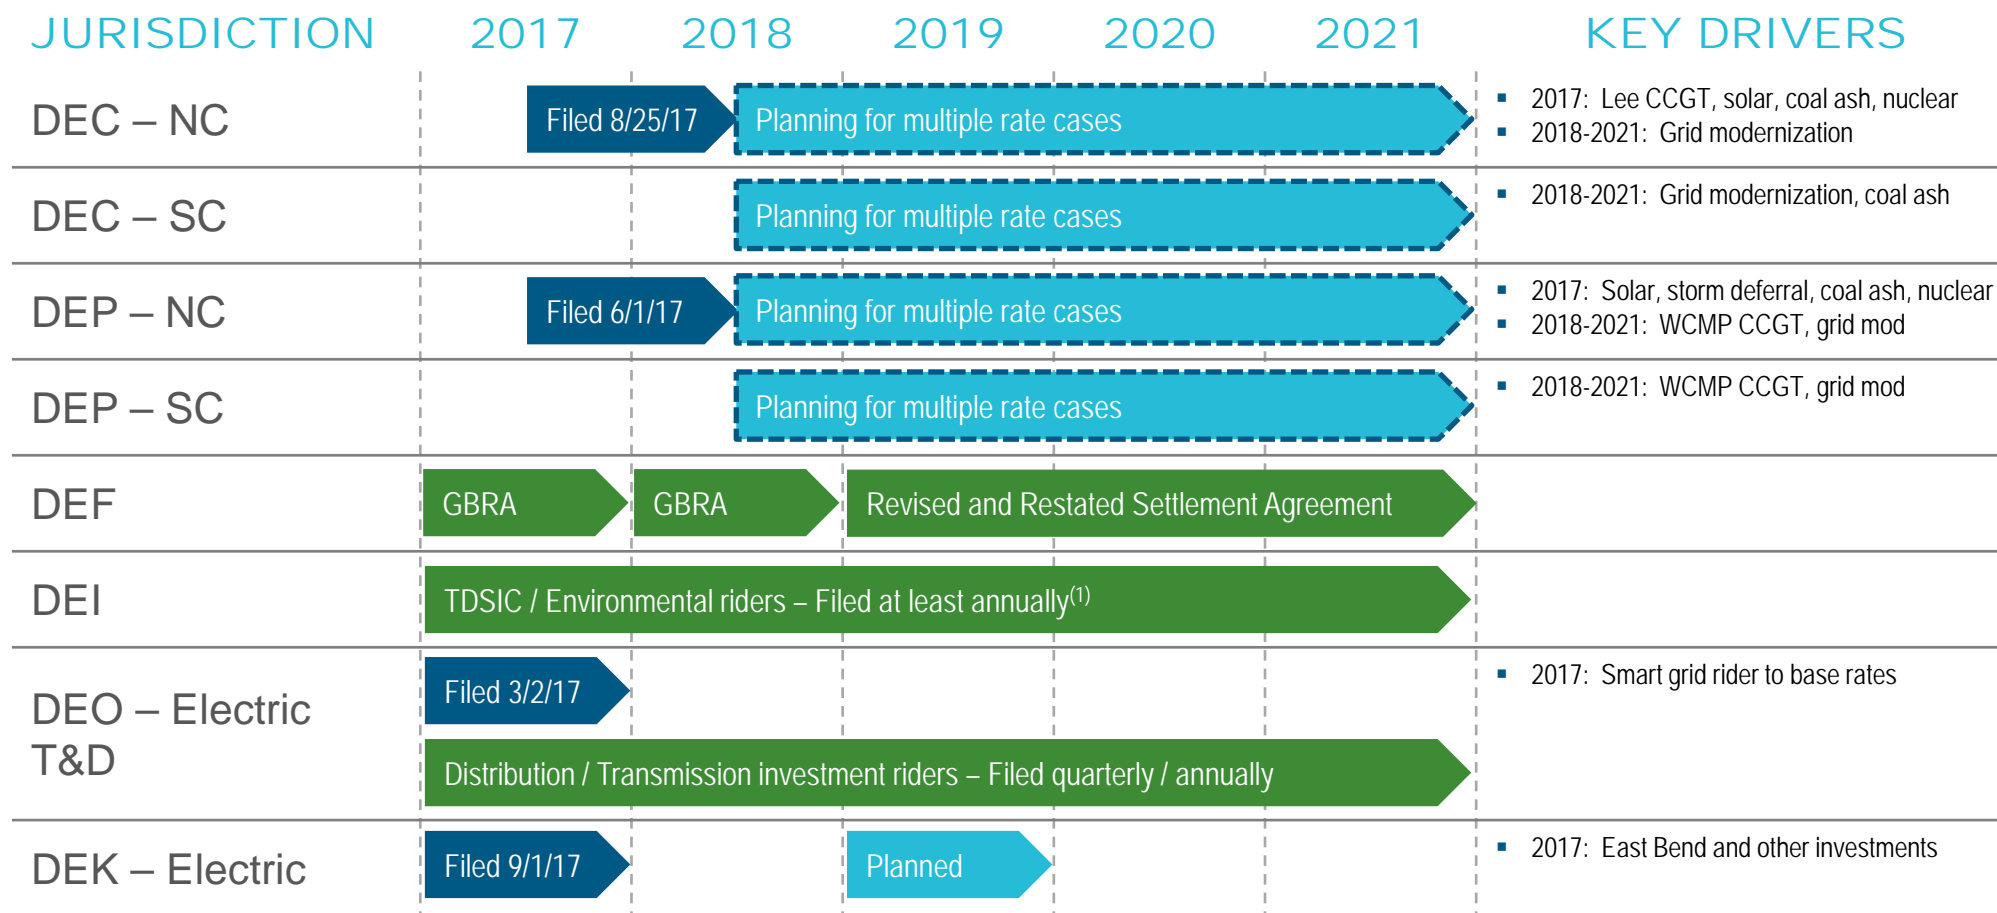 JURISDICTION 2017 2018 2019 2020 2021 KEY DRIVERS
DEC – NC
Filed 8/25/17
Planning for multiple rate cases
▪ 2017: Lee CCGT, solar, coal ash, nuclear
▪ 2018-2021: Grid modernization
DEC – SC
Planning for multiple rate cases
▪ 2018-2021: Grid modernization, coal ash
DEP – NC
Filed 6/1/17
Planning for multiple rate cases
▪ 2017: Solar, storm deferral, coal ash, nuclear
▪ 2018-2021: WCMP CCGT, grid mod
DEP – SC
Planning for multiple rate cases
▪ 2018-2021: WCMP CCGT, grid mod
DEF
GBRA
GBRA
Revised and Restated Settlement Agreement
DEI
TDSIC / Environmental riders – Filed at least annually(1)
DEO – Electric
T&D
Filed 3/2/17
▪ 2017: Smart grid rider to base rates
Distribution / Transmission investment riders – Filed quarterly / annually
DEK – Electric
Filed 9/1/17
Planned
▪ 2017: East Bend and other investments